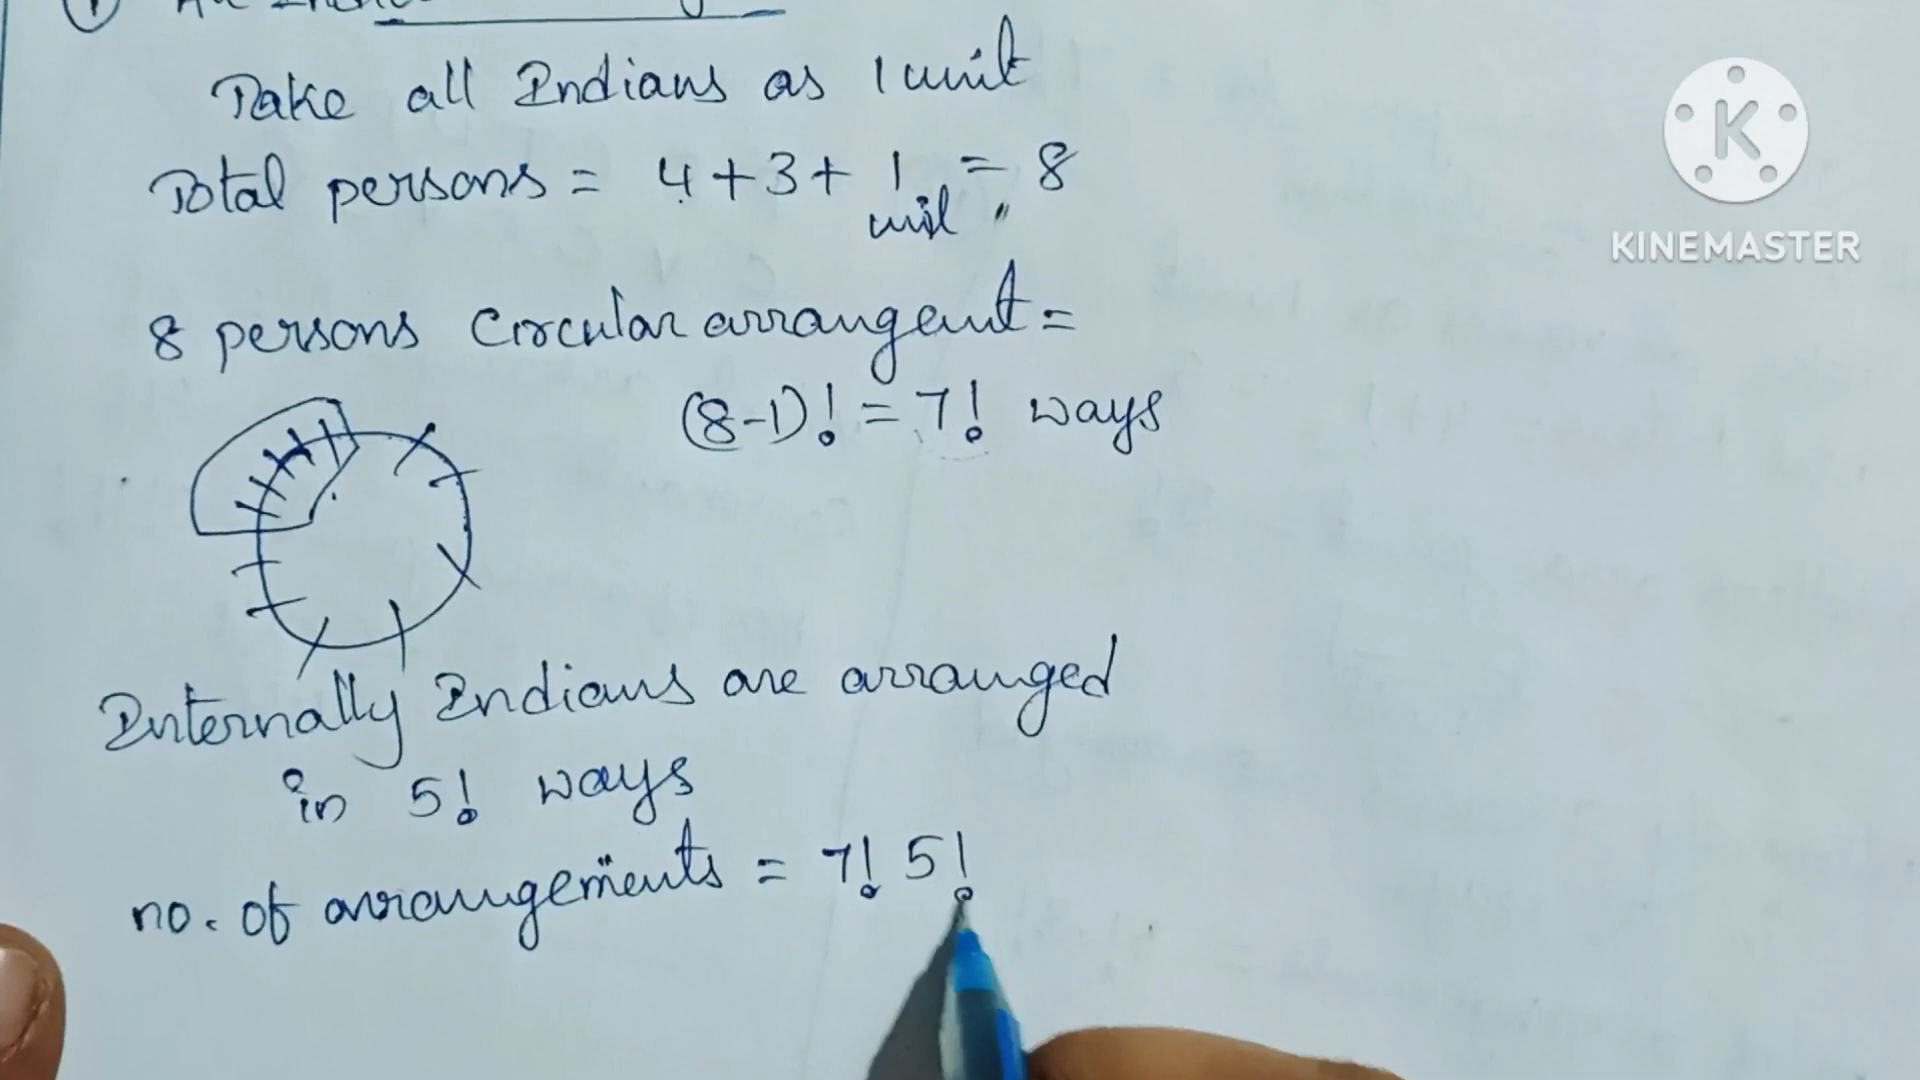 Take all Indians as 1 unit
Total persons = 4+3+ 1 = 8
unit
8 persons Circular arrangent =
(8-1)! = 7! ways
Internally Indians are arranged
in 5! ways
no. of arrangements = 7! 5!
K
KINEMASTER